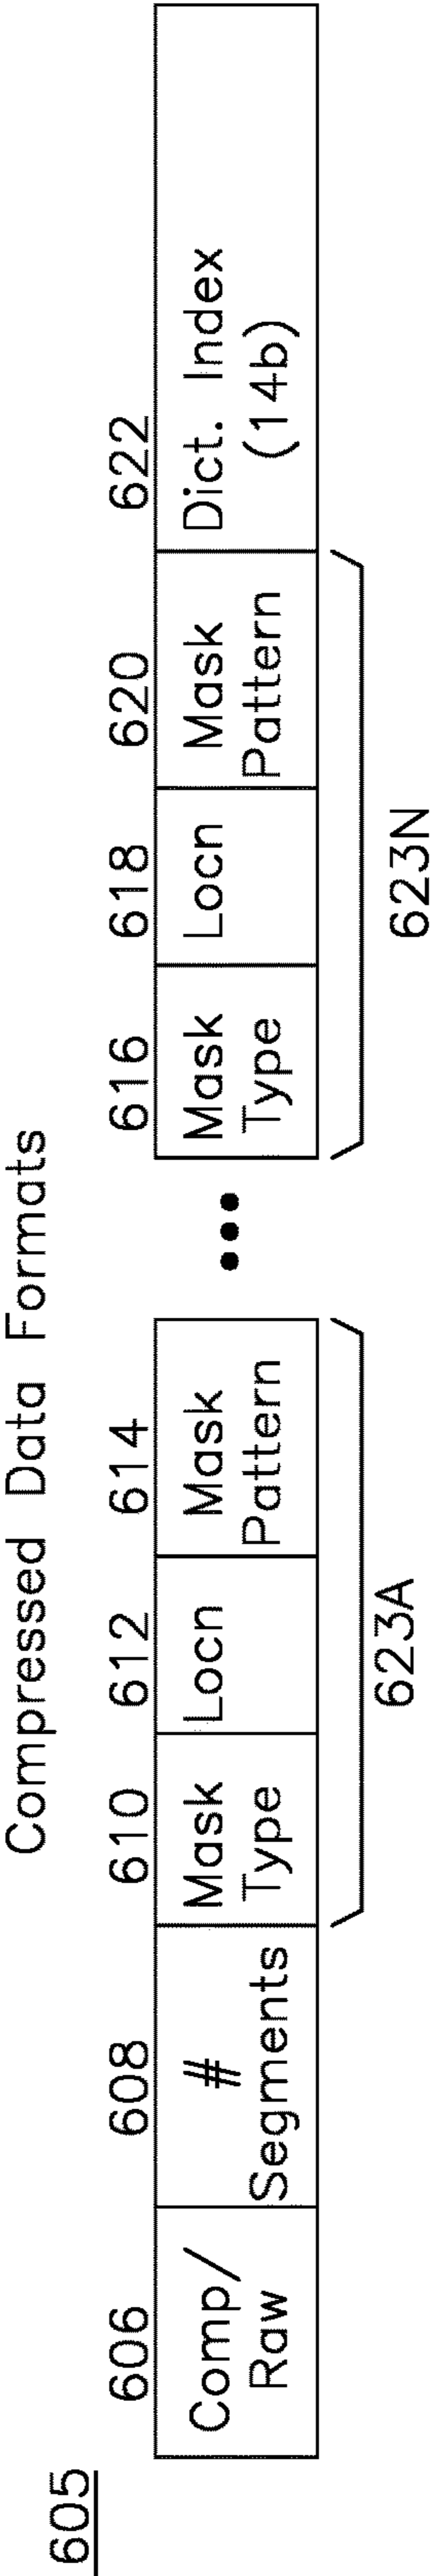 Compressed Data Formats
605
606 608 610 612 614 616 618 620 622
Comp/
Raw
#
Segments
Mask
Type
Locn
Mask
Pattern
•••
Mask
Type
Locn
Mask
Pattern
Dict. Index
(14b)
623A
623N